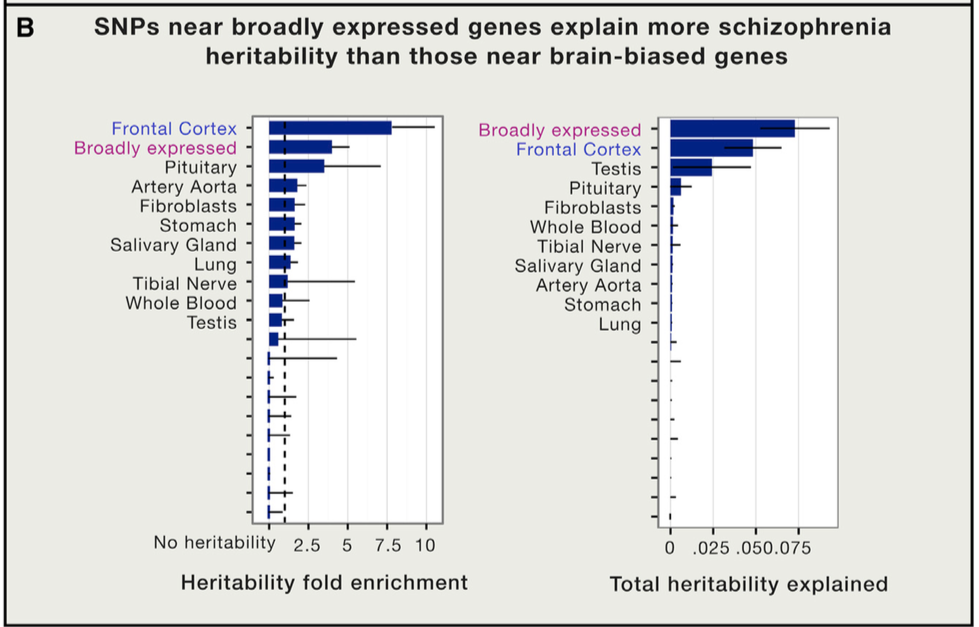 B
SNPs near broadly expressed genes explain more schizophrenia
heritability than those near brain-biased genes
Frontal Cortex
Broadly expressed
Pituitary
Artery Aorta
Fibroblasts
Stomach
Salivary Gland
Lung
Tibial Nerve
Whole Blood
Testis
No heritability 2.5 5 7.5 10
Heritability fold enrichment
Broadly expressed
Frontal Cortex
Testis
Pituitary
Fibroblasts
Whole Blood
Tibial Nerve
Salivary Gland
Artery Aorta
Stomach
Lung
0 .025 .050.075
Total heritability explained